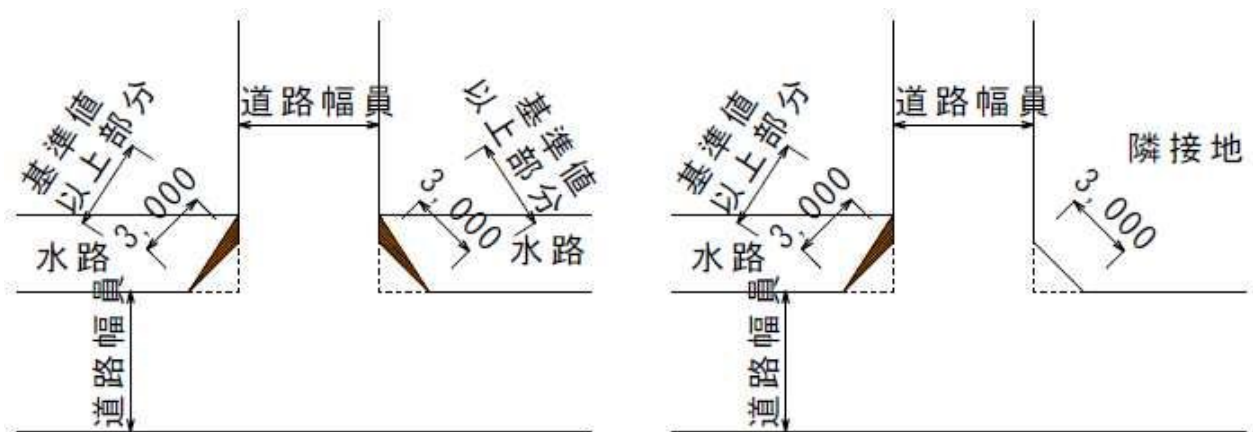 道路幅員
基準値
以上部分
3,000
水路
道路幅員
基準値
以上部分
3,000
水路
道路幅員
基準値
以上部分
3,000
水路
道路幅員
隣接地
3,000